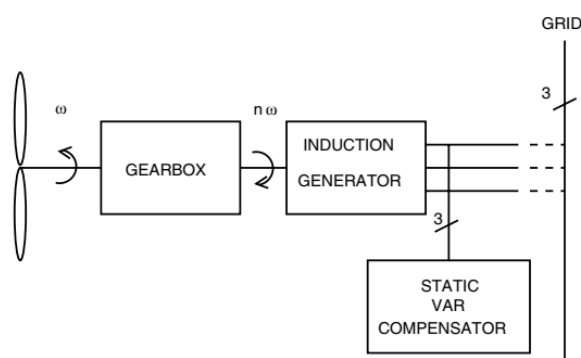 GRID
3
ω
n ω
GEARBOX
INDUCTION
GENERATOR
3
STATIC
VAR
COMPENSATOR